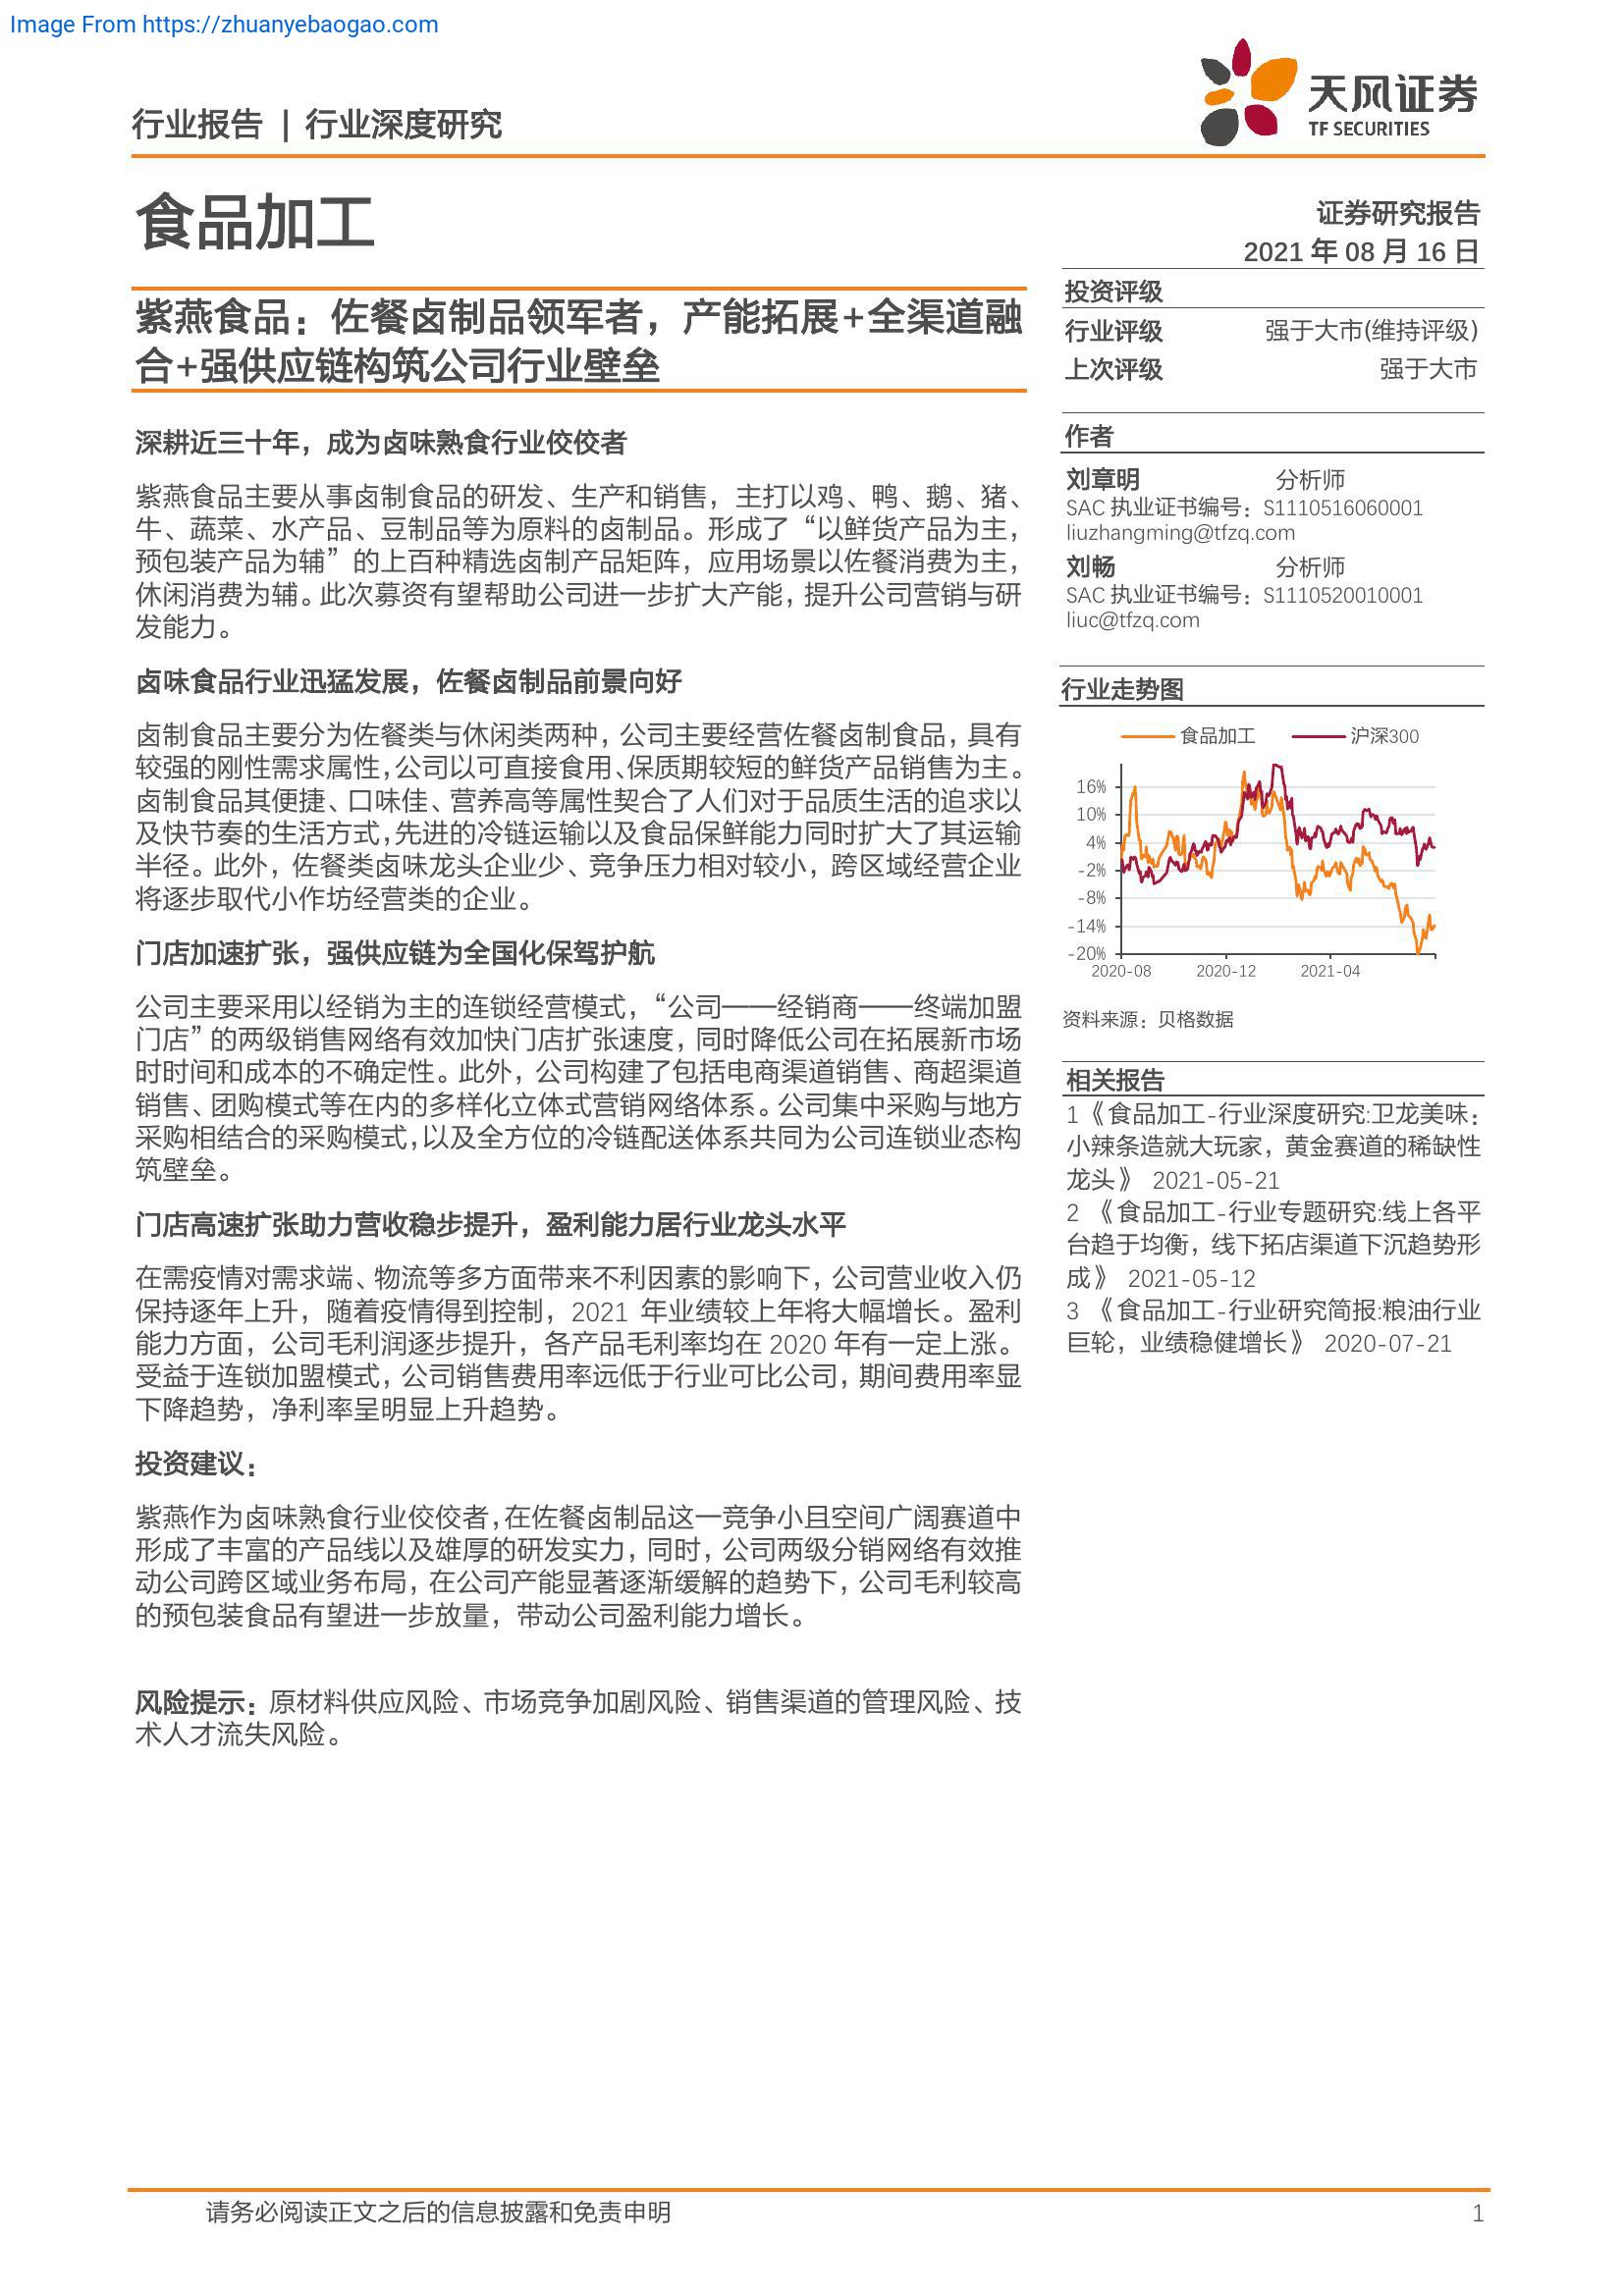 Image From https://zhuanyebaogao.com
行业报告 | 行业深度研究
天风证券
TF SECURITIES
食品加工
证券研究报告
2021 年 08 月 16 日
紫燕食品：佐餐卤制品领军者，产能拓展+全渠道融
合+强供应链构筑公司行业壁垒
深耕近三十年，成为卤味熟食行业佼佼者
紫燕食品主要从事卤制食品的研发、生产和销售，主打以鸡、鸭、鹅、猪、
牛、蔬菜、水产品、豆制品等为原料的卤制品。形成了“以鲜货产品为主，
预包装产品为辅”的上百种精选卤制产品矩阵，应用场景以佐餐消费为主，
休闲消费为辅。此次募资有望帮助公司进一步扩大产能，提升公司营销与研
发能力。
卤味食品行业迅猛发展，佐餐卤制品前景向好
卤制食品主要分为佐餐类与休闲类两种，公司主要经营佐餐卤制食品，具有
较强的刚性需求属性，公司以可直接食用、保质期较短的鲜货产品销售为主。
卤制食品其便捷、口味佳、营养高等属性契合了人们对于品质生活的追求以
及快节奏的生活方式，先进的冷链运输以及食品保鲜能力同时扩大了其运输
半径。此外，佐餐类卤味龙头企业少、竞争压力相对较小，跨区域经营企业
将逐步取代小作坊经营类的企业。
门店加速扩张，强供应链为全国化保驾护航
公司主要采用以经销为主的连锁经营模式，“公司——经销商——终端加盟
门店”的两级销售网络有效加快门店扩张速度，同时降低公司在拓展新市场
时时间和成本的不确定性。此外，公司构建了包括电商渠道销售、商超渠道
销售、团购模式等在内的多样化立体式营销网络体系。公司集中采购与地方
采购相结合的采购模式，以及全方位的冷链配送体系共同为公司连锁业态构
筑壁垒。
门店高速扩张助力营收稳步提升，盈利能力居行业龙头水平
在需疫情对需求端、物流等多方面带来不利因素的影响下，公司营业收入仍
保持逐年上升，随着疫情得到控制，2021 年业绩较上年将大幅增长。盈利
能力方面，公司毛利润逐步提升，各产品毛利率均在 2020 年有一定上涨。
受益于连锁加盟模式，公司销售费用率远低于行业可比公司，期间费用率显
下降趋势，净利率呈明显上升趋势。
投资建议：
紫燕作为卤味熟食行业佼佼者，在佐餐卤制品这一竞争小且空间广阔赛道中
形成了丰富的产品线以及雄厚的研发实力，同时，公司两级分销网络有效推
动公司跨区域业务布局，在公司产能显著逐渐缓解的趋势下，公司毛利较高
的预包装食品有望进一步放量，带动公司盈利能力增长。
风险提示：原材料供应风险、市场竞争加剧风险、销售渠道的管理风险、技
术人才流失风险。
投资评级
行业评级 强于大市(维持评级)
上次评级 强于大市
作者
刘章明 分析师
SAC 执业证书编号：S1110516060001
liuzhangming@tfzq.com
刘畅 分析师
SAC 执业证书编号：S1110520010001
liuc@tfzq.com
行业走势图
食品加工 沪深300
16%
10%
4%
-2%
-8%
-14%
-20%
2020-08 2020-12 2021-04
资料来源：贝格数据
相关报告
1《食品加工-行业深度研究:卫龙美味：
小辣条造就大玩家，黄金赛道的稀缺性
龙头》 2021-05-21
2 《食品加工-行业专题研究:线上各平
台趋于均衡，线下拓店渠道下沉趋势形
成》 2021-05-12
3 《食品加工-行业研究简报:粮油行业
巨轮，业绩稳健增长》 2020-07-21
请务必阅读正文之后的信息披露和免责申明 1